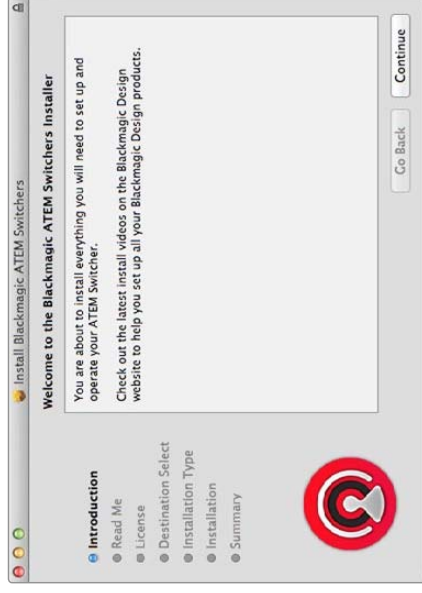 Install Blackmagic ATEM Switchers
Welcome to the Blackmagic ATEM Switchers Installer
Introduction
Read Me
License
Destination Select
Installation Type
Installation
Summary
You are about to install everything you will need to set up and
operate your ATEM Switcher.
Check out the latest install videos on the Blackmagic Design
website to help you set up all your Blackmagic Design products.
Go Back
Continue